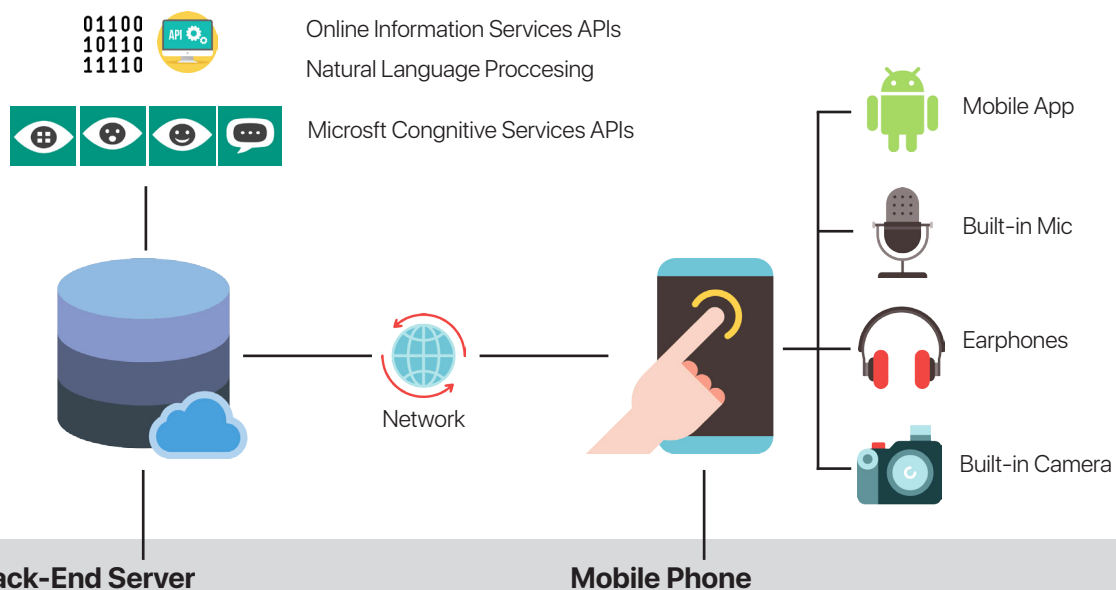 01100
10110
11110
API
Online Information Services APIs
Natural Language Proccesing
Microsft Congnitive Services APIs
Mobile App
Built-in Mic
Earphones
Built-in Camera
Network
ack-End Server
Mobile Phone